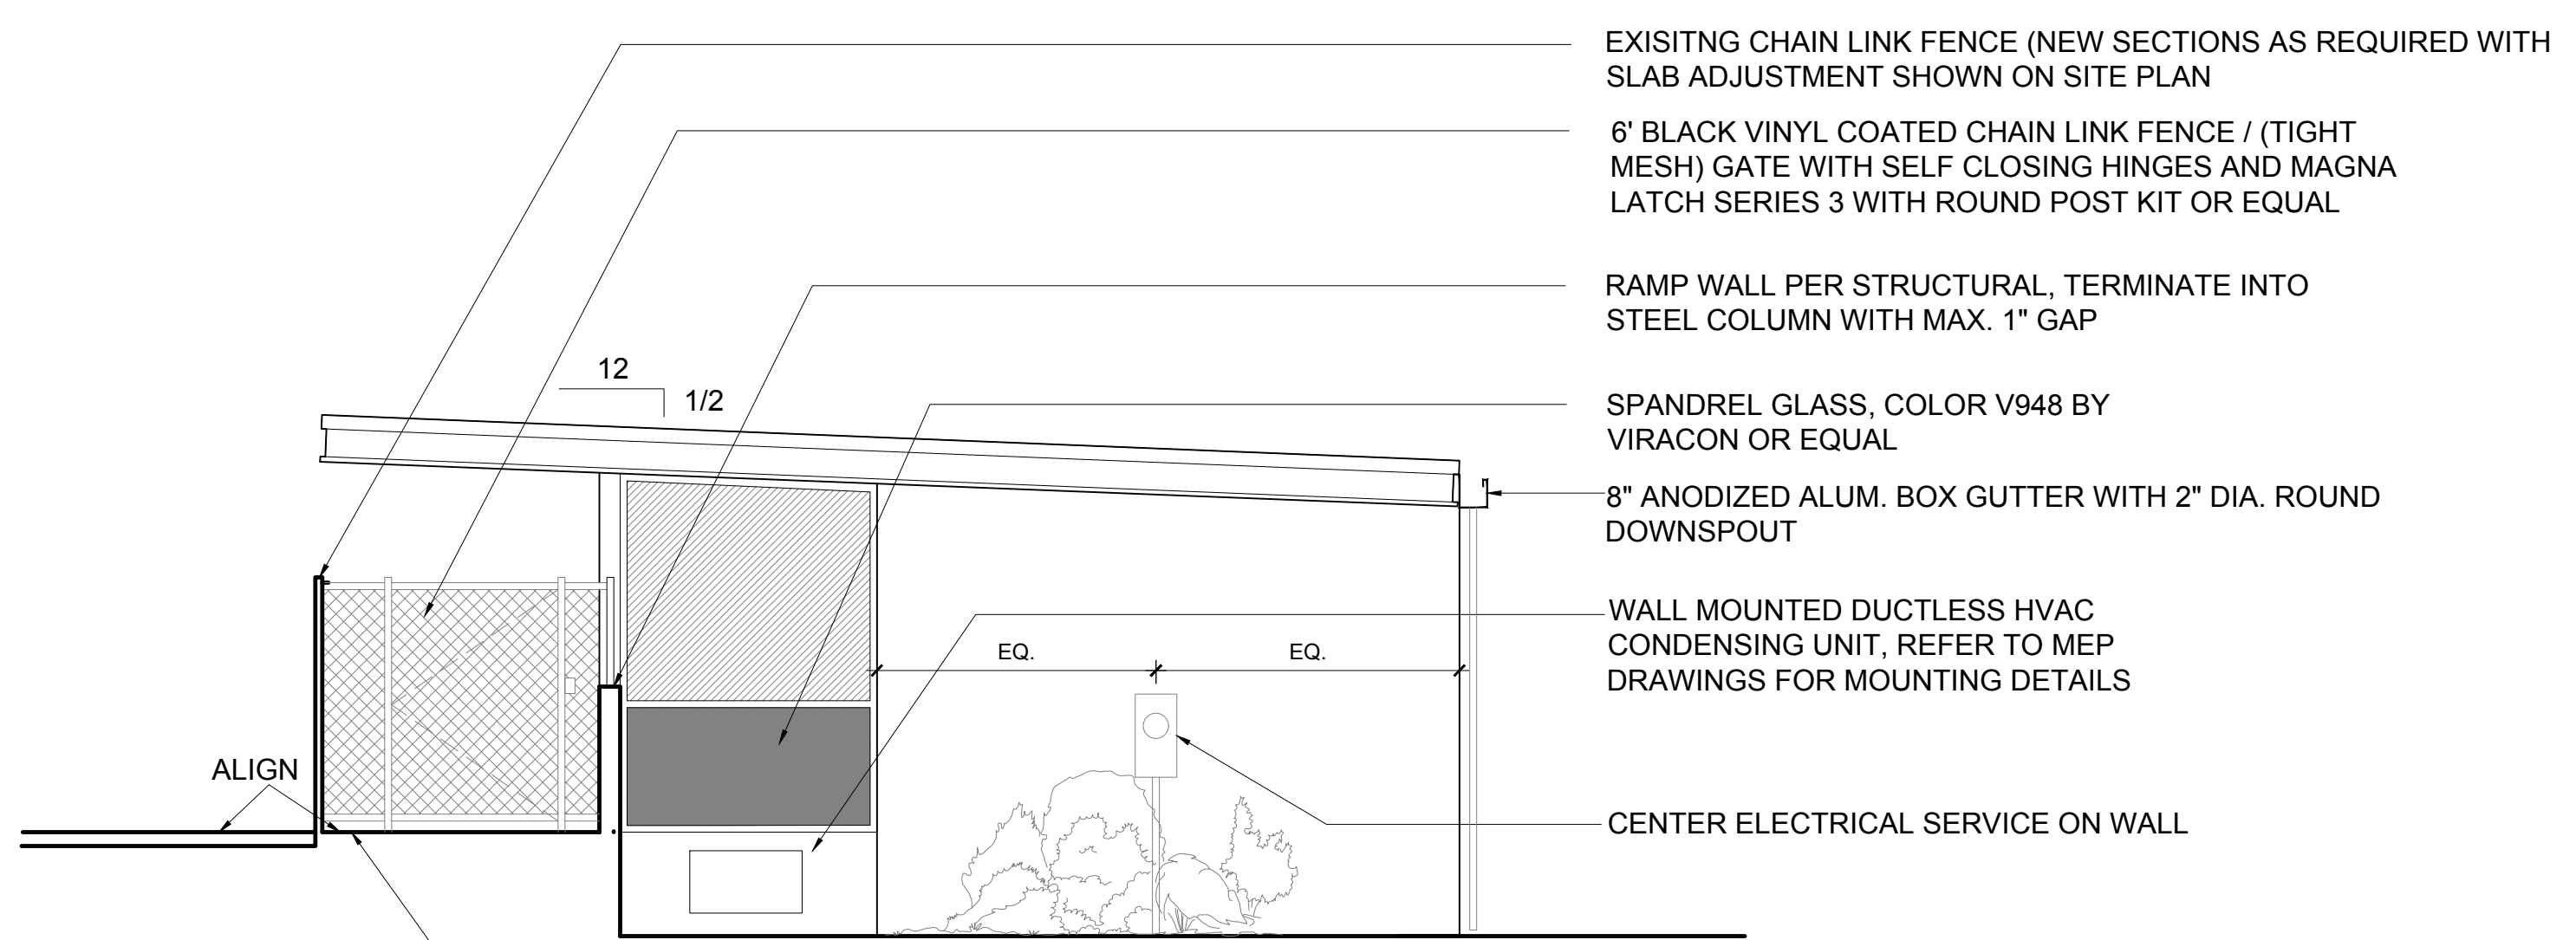 EXISITNG CHAIN LINK FENCE (NEW SECTIONS AS REQUIRED WITH
SLAB ADJUSTMENT SHOWN ON SITE PLAN
6' BLACK VINYL COATED CHAIN LINK FENCE / (TIGHT
MESH) GATE WITH SELF CLOSING HINGES AND MAGNA
LATCH SERIES 3 WITH ROUND POST KIT OR EQUAL
RAMP WALL PER STRUCTURAL, TERMINATE INTO
STEEL COLUMN WITH MAX. 1" GAP
12
1/2
SPANDREL GLASS, COLOR V948 BY
VIRACON OR EQUAL
8" ANODIZED ALUM. BOX GUTTER WITH 2" DIA. ROUND
DOWNSPOUT
WALL MOUNTED DUCTLESS HVAC
CONDENSING UNIT, REFER TO MEP
DRAWINGS FOR MOUNTING DETAILS
EQ.
EQ.
ALIGN
CENTER ELECTRICAL SERVICE ON WALL